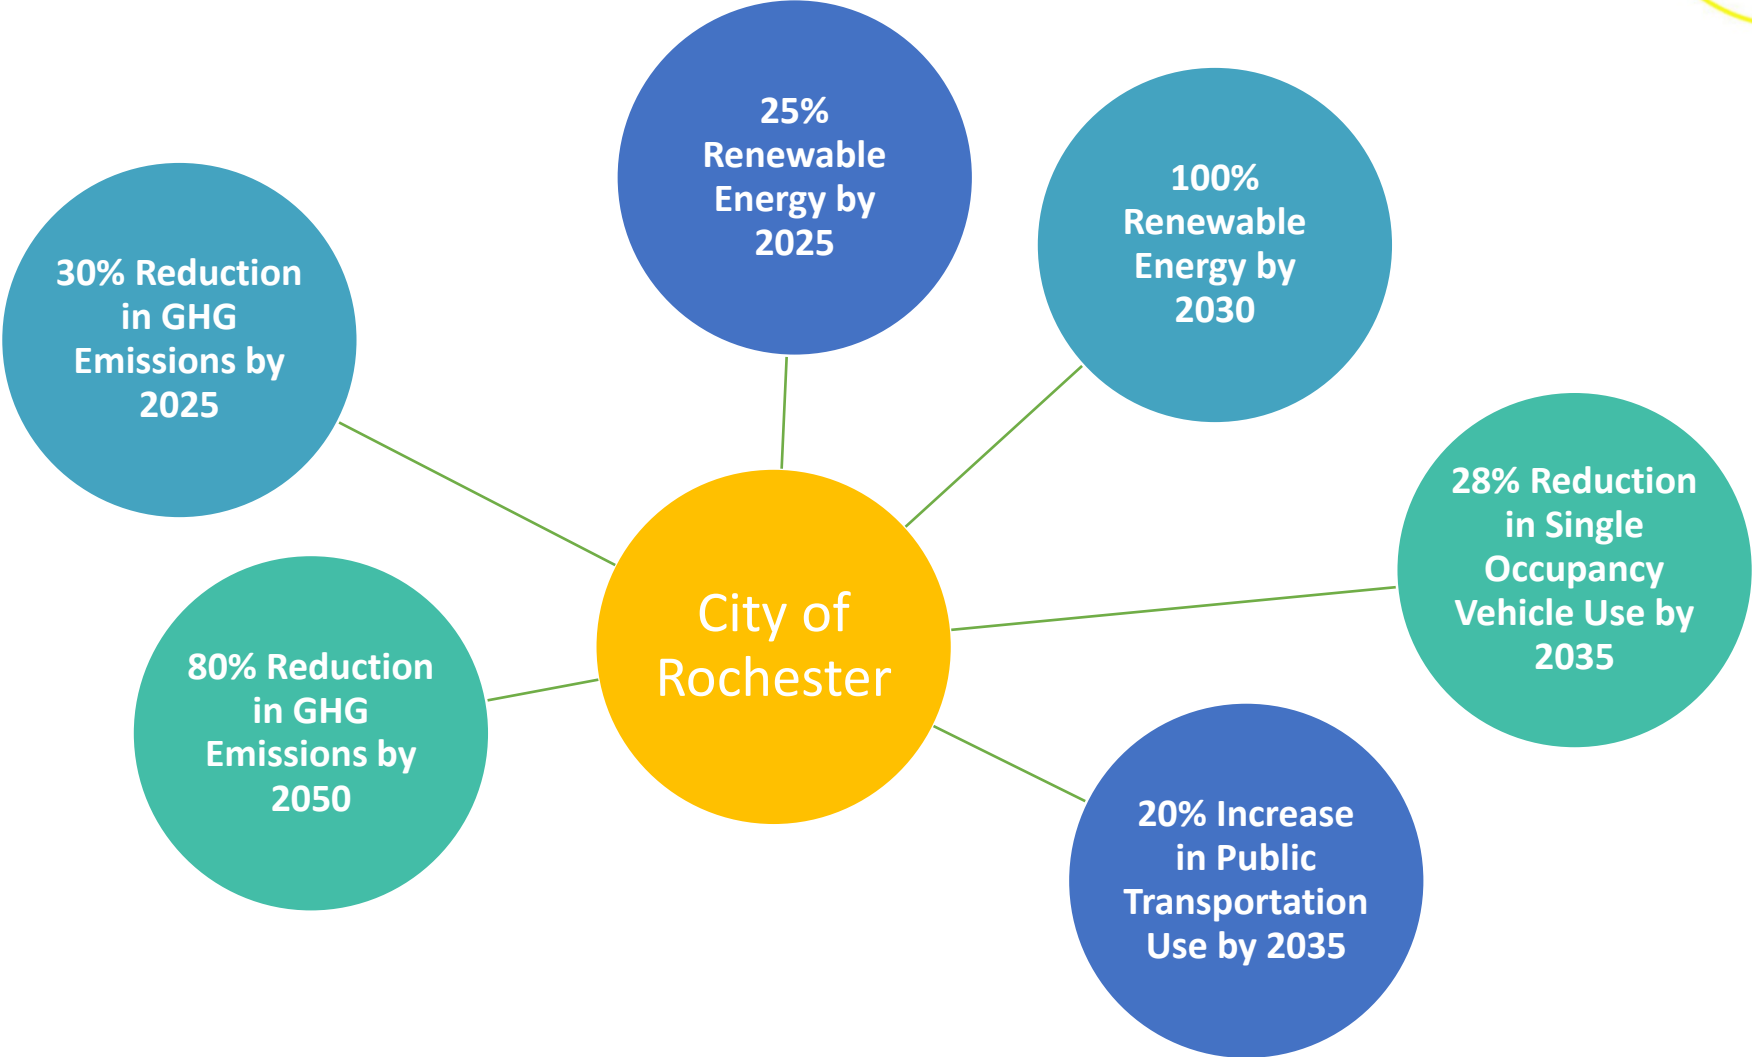 25%
Renewable
Energy by
2025
100%
Renewable
Energy by
2030
30% Reduction
in GHG
Emissions by
2025
28% Reduction
in Single
Occupancy
Vehicle Use by
2035
City of
Rochester
80% Reduction
in GHG
Emissions by
2050
20% Increase
in Public
Transportation
Use by 2035